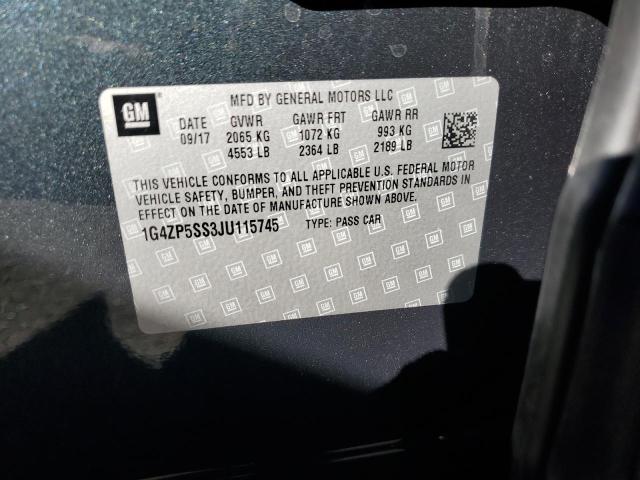 GM
MFD BY GENERAL MOTORS LLC
DATE GVWR GAWR FRT GAWR RR
09/17 2065 KG 1072 KG 993 KG
4553 LB 2364 LB 2189 LB
THIS VEHICLE CONFORMS TO ALL APPLICABLE U.S. FEDERAL MOTOR
VEHICLE SAFETY, BUMPER, AND THEFT PREVENTION STANDARDS IN
EFFECT ON THE DATE OF MANUFACTURE SHOWN ABOVE.
1G4ZP5SS3JU115745 TYPE: PASS CAR